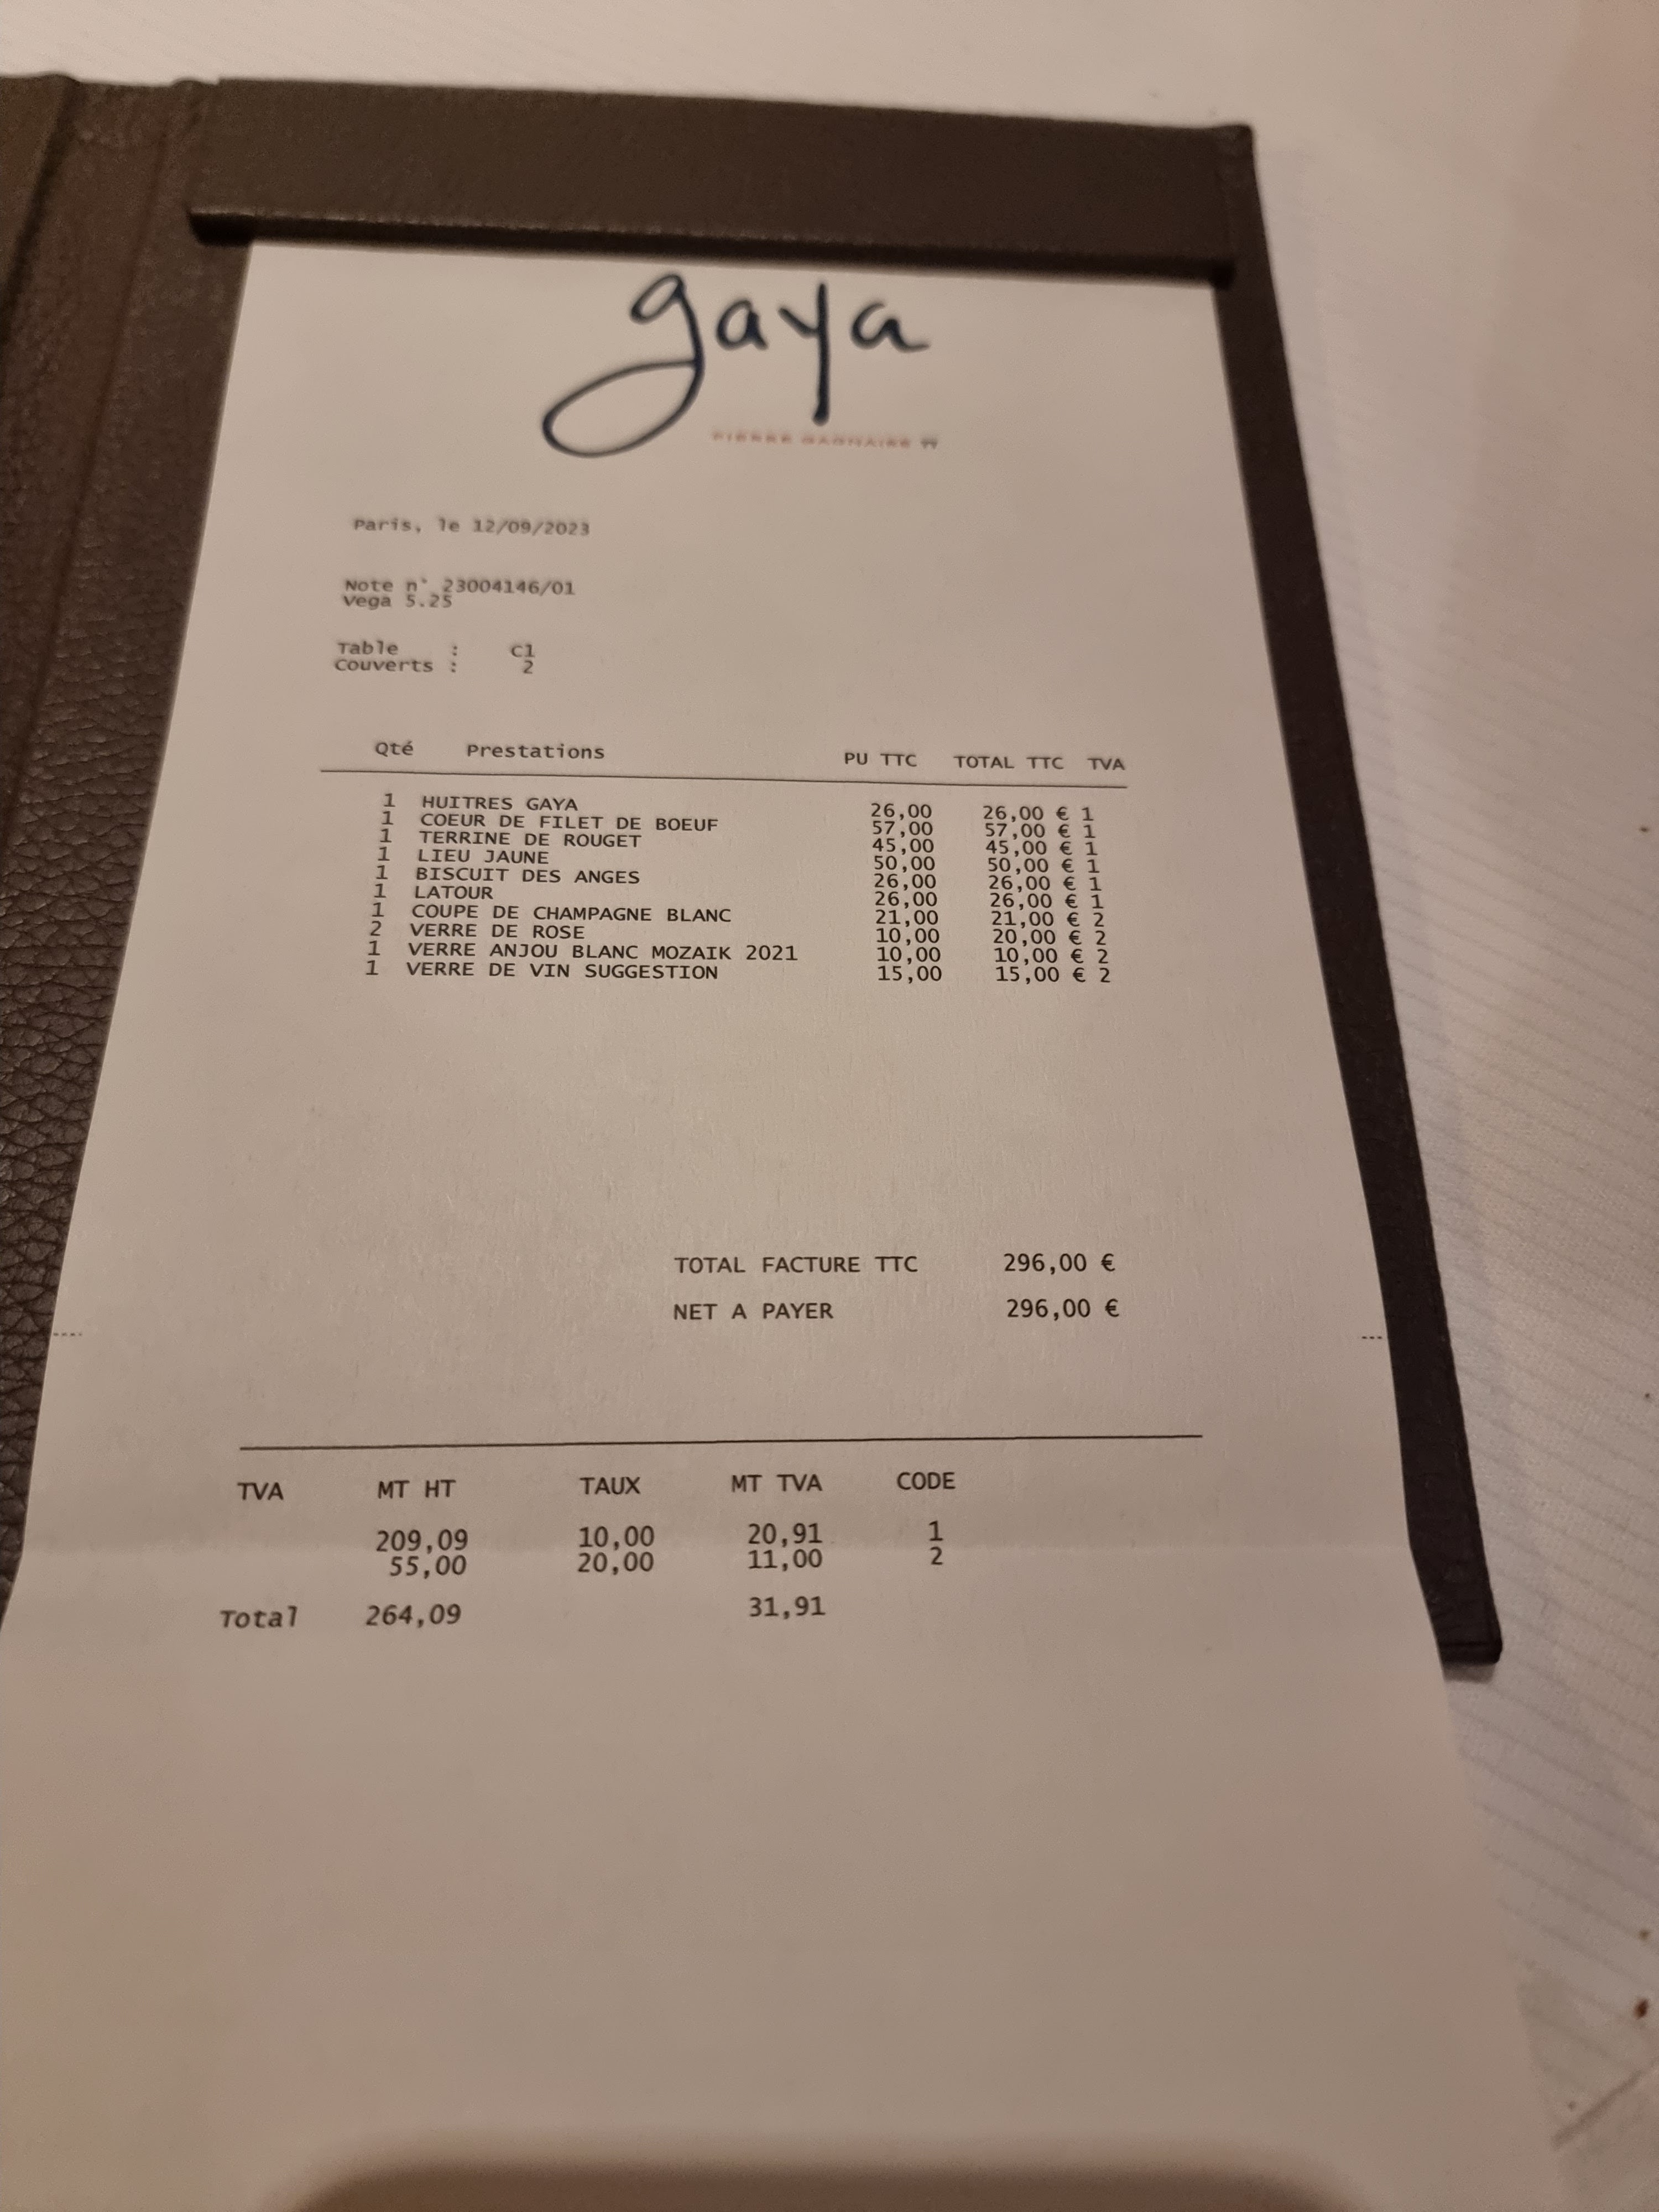 gaya
PIERRE GAGNAIRE
Paris, le 12/09/2023
Note n° 23004146/01
Vega 5.25
Table : C1
Couverts : 2
Qté Prestations PU TTC TOTAL TTC TVA
1 HUITRES GAYA 26,00 26,00 € 1
1 COEUR DE FILET DE BOEUF 57,00 57,00 € 1
1 TERRINE DE ROUGET 45,00 45,00 € 1
1 LIEU JAUNE 50,00 50,00 € 1
1 BISCUIT DES ANGES 26,00 26,00 € 1
1 LATOUR 26,00 26,00 € 1
1 COUPE DE CHAMPAGNE BLANC 21,00 21,00 € 2
2 VERRE DE ROSE 10,00 20,00 € 2
1 VERRE ANJOU BLANC MOZAIK 2021 10,00 10,00 € 2
1 VERRE DE VIN SUGGESTION 15,00 15,00 € 2
TOTAL FACTURE TTC 296,00 €
NET A PAYER 296,00 €
TVA MT HT TAUX MT TVA CODE
209,09 10,00 20,91 1
55,00 20,00 11,00 2
Total 264,09 31,91